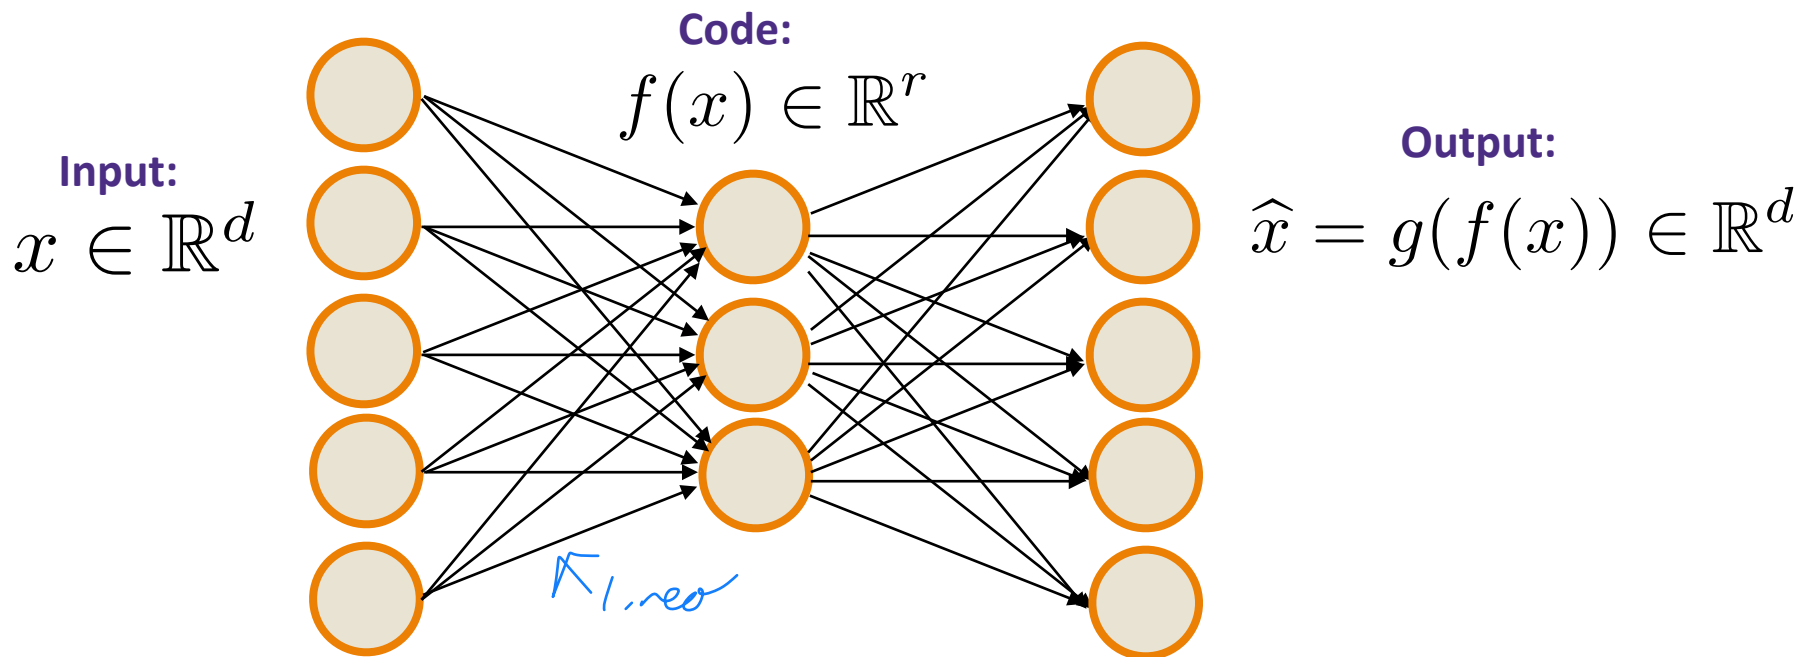 Code:
f(x) ∈ ℝ^r
Input:
x ∈ ℝ^d
Output:
x̂ = g(f(x)) ∈ ℝ^d
linear